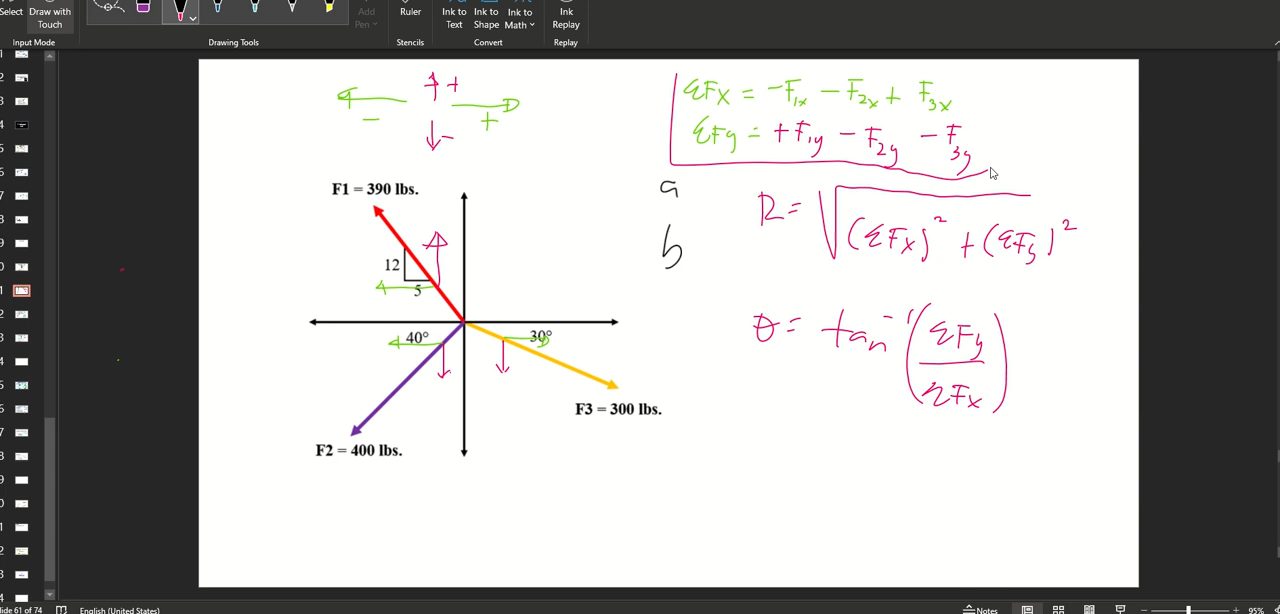 Select
Draw with Touch
Add Pen
Ruler
Ink to Text
Ink to Shape
Ink to Math
Ink Replay
Input Mode
Drawing Tools
Stencils
Convert
Replay
+
-
+
-
ΣFx = -F1x - F2x + F3x
ΣFy = +F1y - F2y - F3y
a
b
R = √(ΣFx)² + (ΣFy)²
θ = tan⁻¹(ΣFy/ΣFx)
F1 = 390 lbs.
12
5
40°
30°
F3 = 300 lbs.
F2 = 400 lbs.
lide 61 of 74
English (United States)
Notes
95%